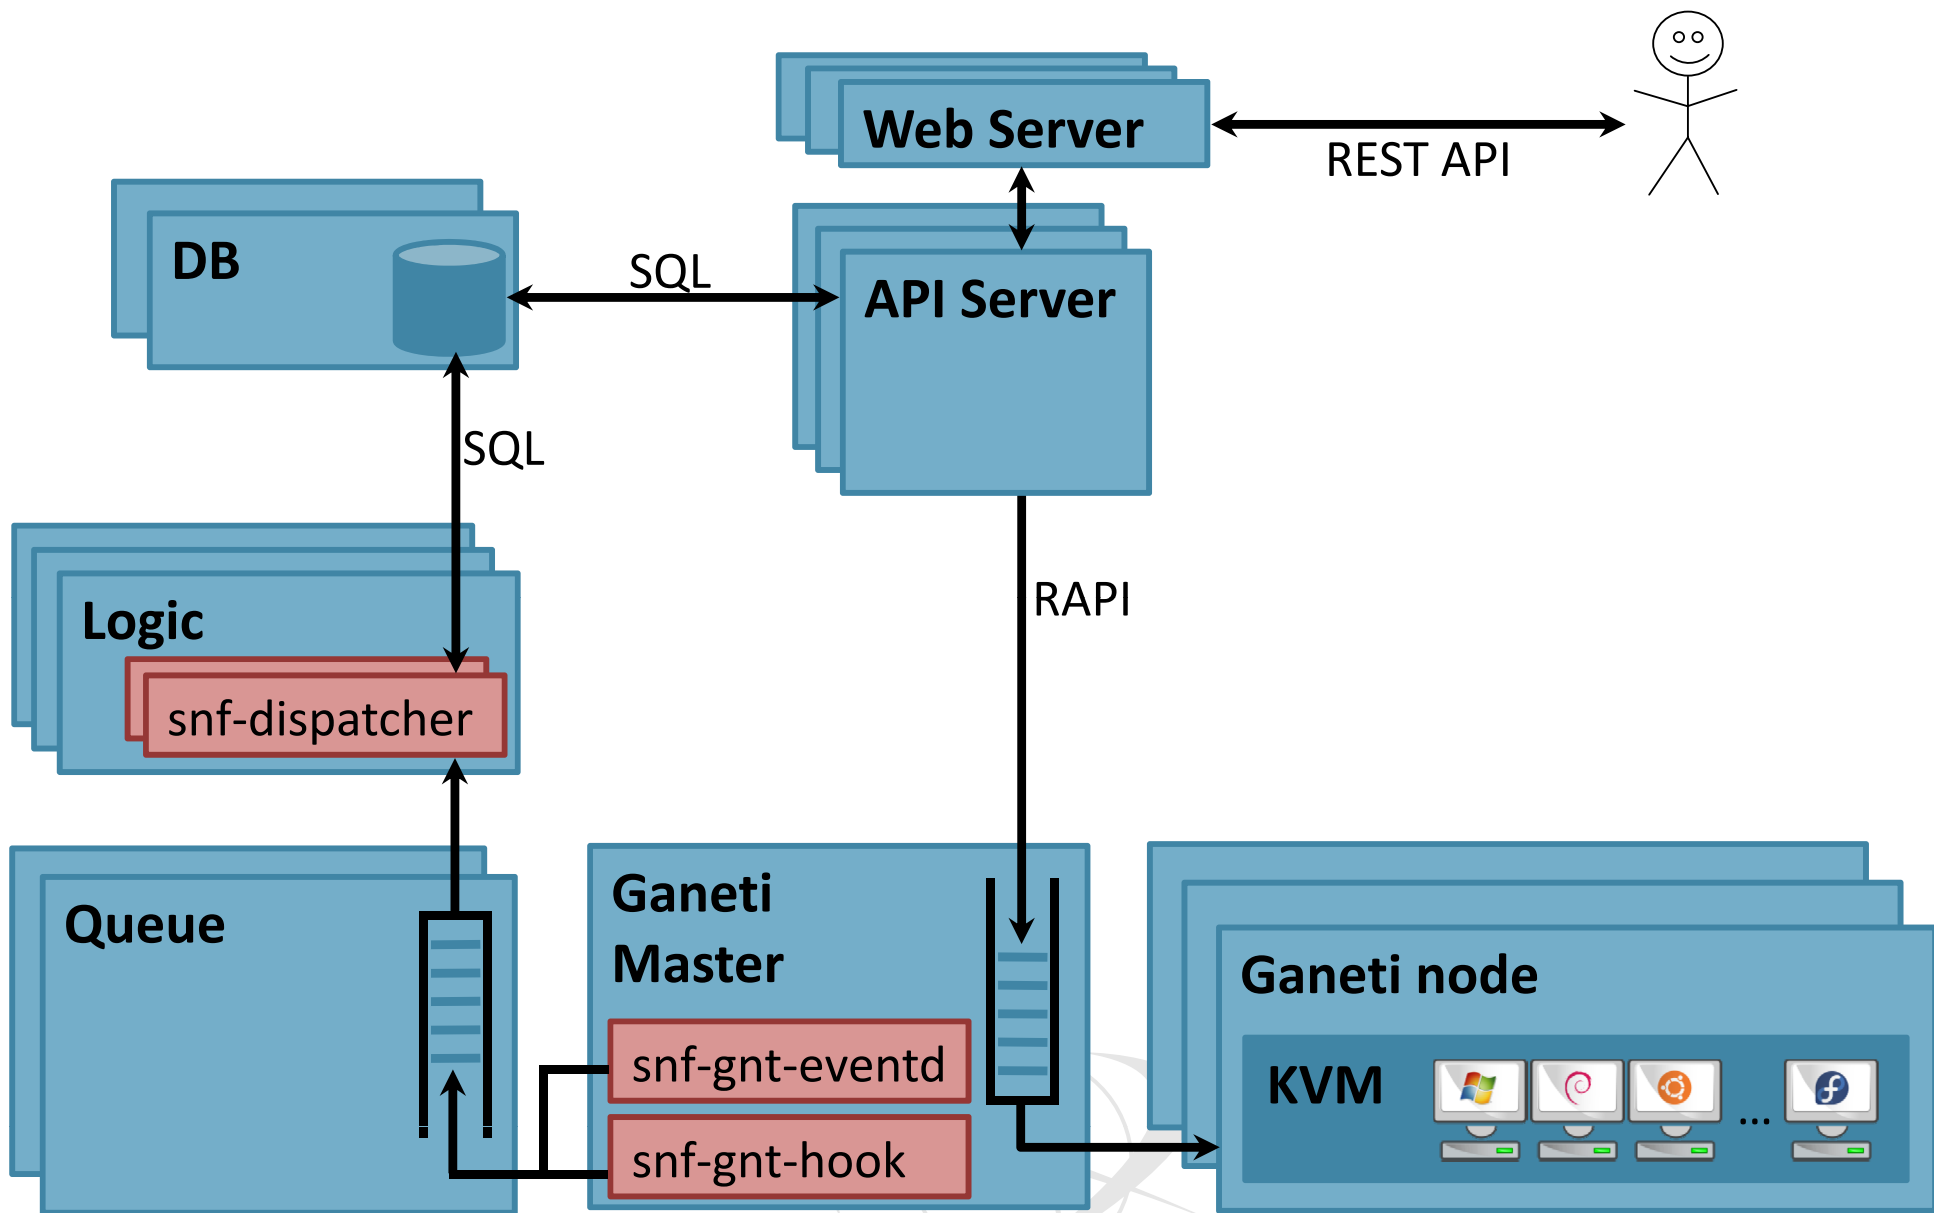 Web Server
REST API
DB
SQL
API Server
SQL
Logic
RAPI
snf-dispatcher
Queue
Ganeti
Master
Ganeti node
snf-gnt-eventd
KVM
...
snf-gnt-hook